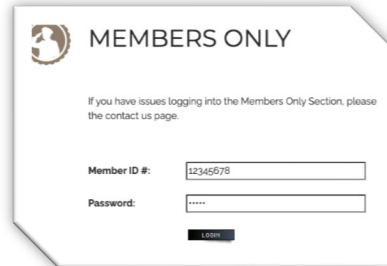 MEMBERS ONLY
If you have issues logging into the Members Only Section, please
the contact us page.
Member ID #:
12345678
Password:
•••••
LOGIN